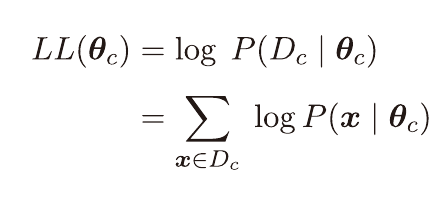 LL(𝜽_c) = log P(D_c | 𝜽_c)
= ∑_{𝒙∈D_c} log P(𝒙 | 𝜽_c)